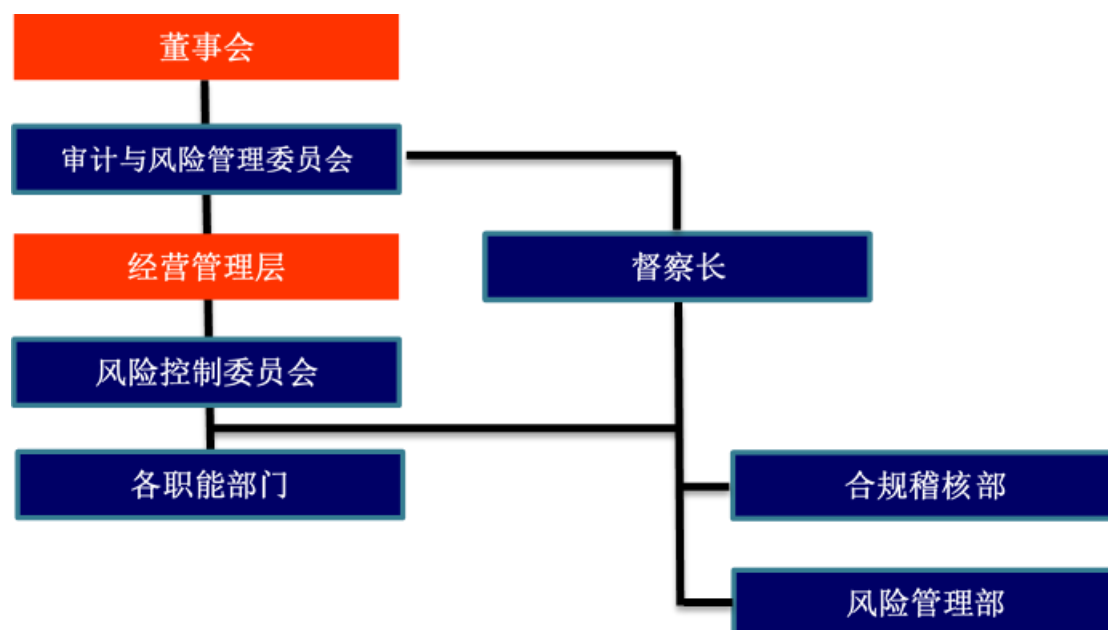 董事会
审计与风险管理委员会
经营管理层
督察长
风险控制委员会
各职能部门
合规稽核部
风险管理部